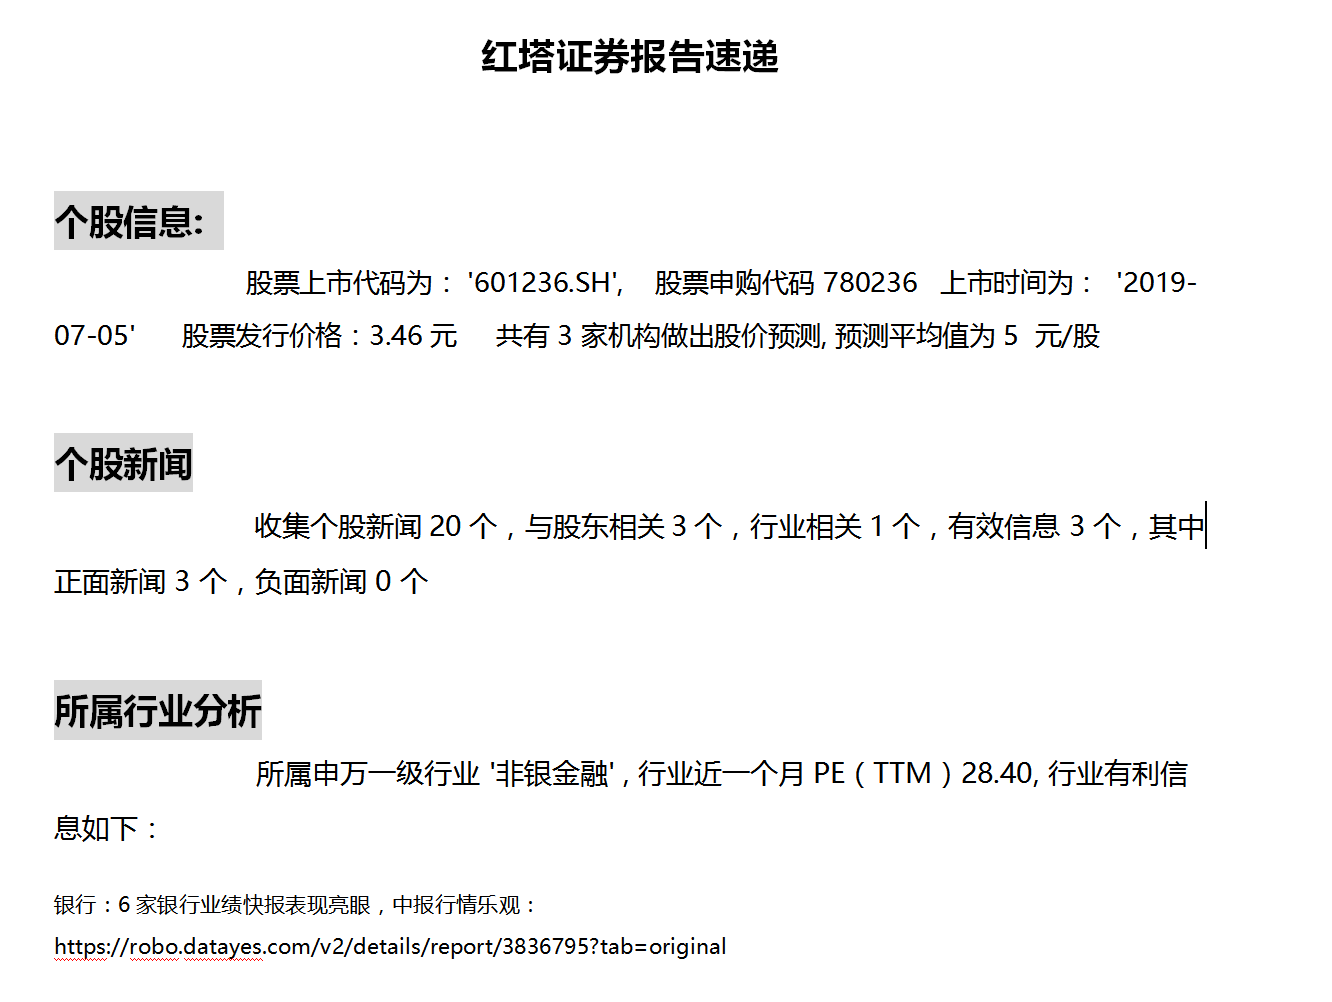 红塔证券报告速递
个股信息:
股票上市代码为： '601236.SH', 股票申购代码 780236 上市时间为： '2019-
07-05' 股票发行价格：3.46 元 共有 3 家机构做出股价预测, 预测平均值为 5 元/股
个股新闻
收集个股新闻 20 个，与股东相关 3 个，行业相关 1 个，有效信息 3 个，其中
正面新闻 3 个，负面新闻 0 个
所属行业分析
所属申万一级行业 '非银金融' , 行业近一个月 PE（TTM）28.40, 行业有利信
息如下：
银行：6 家银行业绩快报表现亮眼，中报行情乐观：
https://robo.datayes.com/v2/details/report/3836795?tab=original